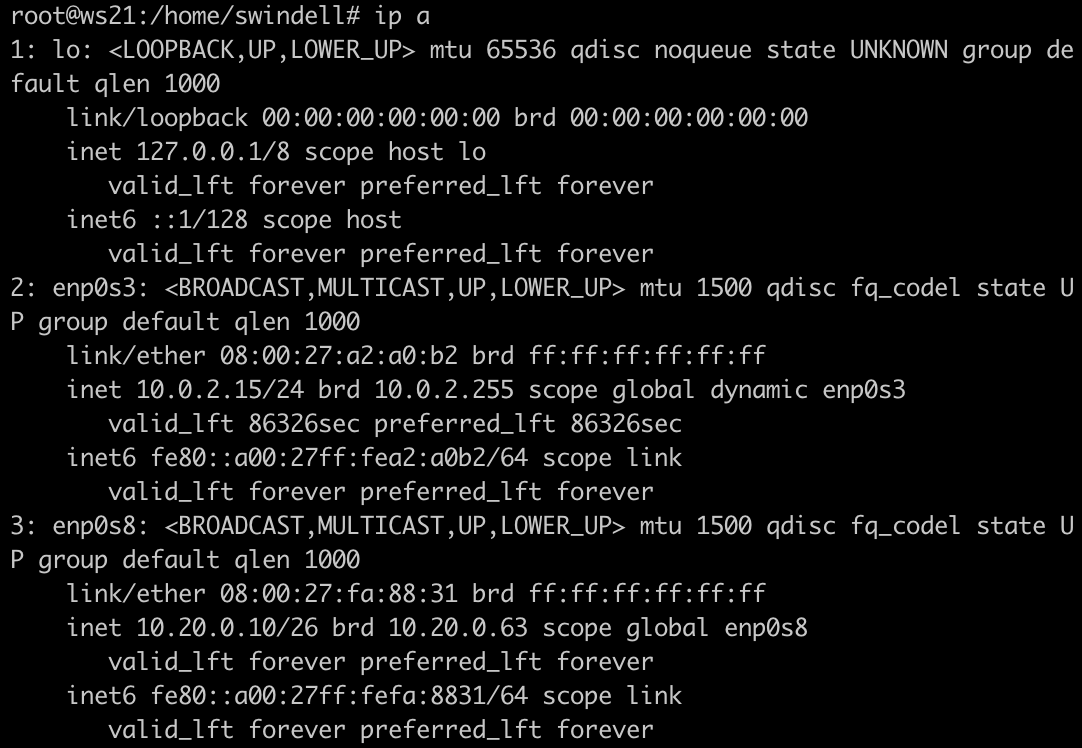 root@ws21:/home/swindell# ip a
1: lo: <LOOPBACK,UP,LOWER_UP> mtu 65536 qdisc noqueue state UNKNOWN group de
fault qlen 1000
    link/loopback 00:00:00:00:00:00 brd 00:00:00:00:00:00
    inet 127.0.0.1/8 scope host lo
       valid_lft forever preferred_lft forever
    inet6 ::1/128 scope host
       valid_lft forever preferred_lft forever
2: enp0s3: <BROADCAST,MULTICAST,UP,LOWER_UP> mtu 1500 qdisc fq_codel state U
P group default qlen 1000
    link/ether 08:00:27:a2:a0:b2 brd ff:ff:ff:ff:ff:ff
    inet 10.0.2.15/24 brd 10.0.2.255 scope global dynamic enp0s3
       valid_lft 86326sec preferred_lft 86326sec
    inet6 fe80::a00:27ff:fea2:a0b2/64 scope link
       valid_lft forever preferred_lft forever
3: enp0s8: <BROADCAST,MULTICAST,UP,LOWER_UP> mtu 1500 qdisc fq_codel state U
P group default qlen 1000
    link/ether 08:00:27:fa:88:31 brd ff:ff:ff:ff:ff:ff
    inet 10.20.0.10/26 brd 10.20.0.63 scope global enp0s8
       valid_lft forever preferred_lft forever
    inet6 fe80::a00:27ff:fefa:8831/64 scope link
       valid_lft forever preferred_lft forever